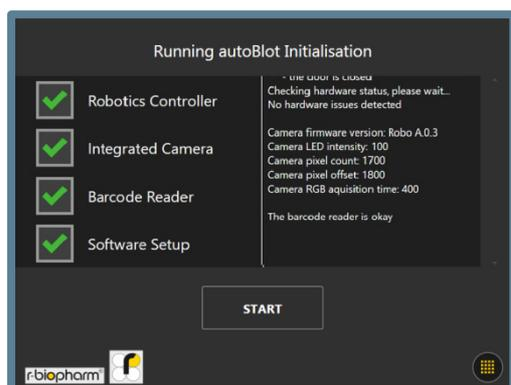 Running autoBlot Initialisation
Robotics Controller
Integrated Camera
Barcode Reader
Software Setup
- the door is closed
Checking hardware status, please wait...
No hardware issues detected
Camera firmware version: Robo A.0.3
Camera LED intensity: 100
Camera pixel count: 1700
Camera pixel offset: 1800
Camera RGB aquisition time: 400
The barcode reader is okay
START
r-biopharm®